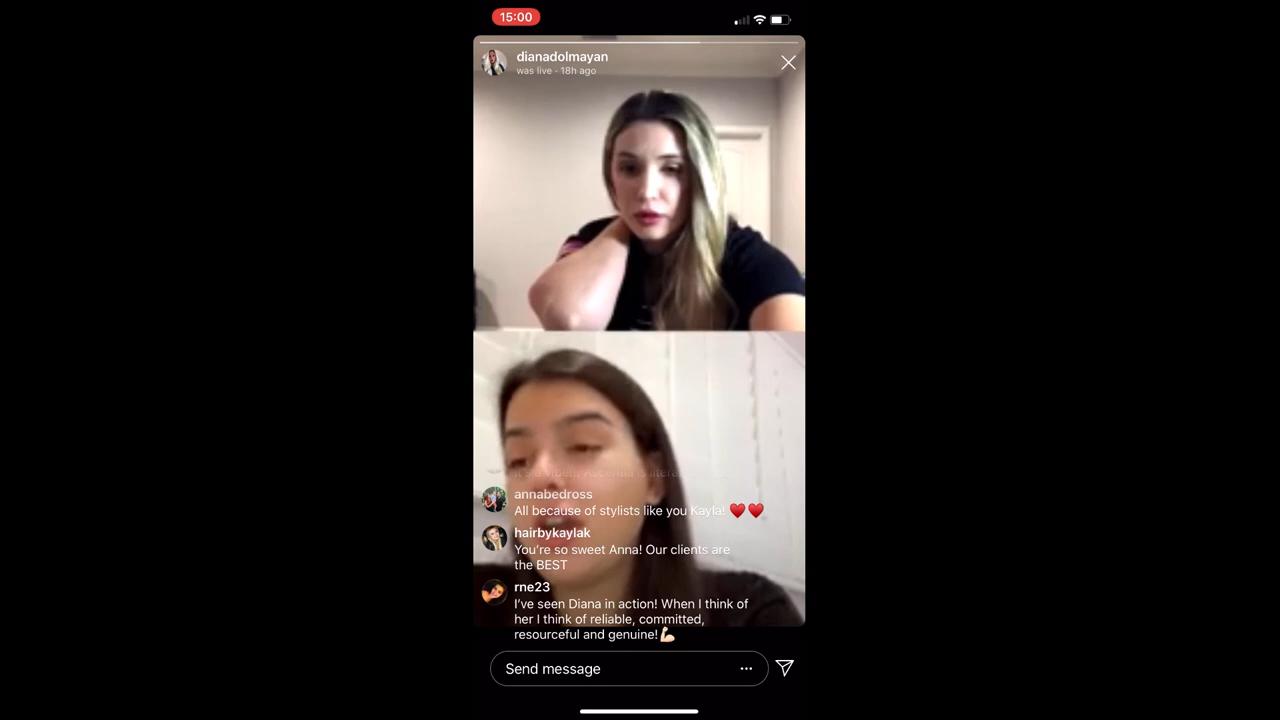 15:00
dianadolmayan
was live · 18h ago
annabedross
All because of stylists like you Kayla! ❤️❤️
hairbykaylak
You're so sweet Anna! Our clients are
the BEST
rne23
I've seen Diana in action! When I think of
her I think of reliable, committed,
resourceful and genuine!💪🏻
Send message